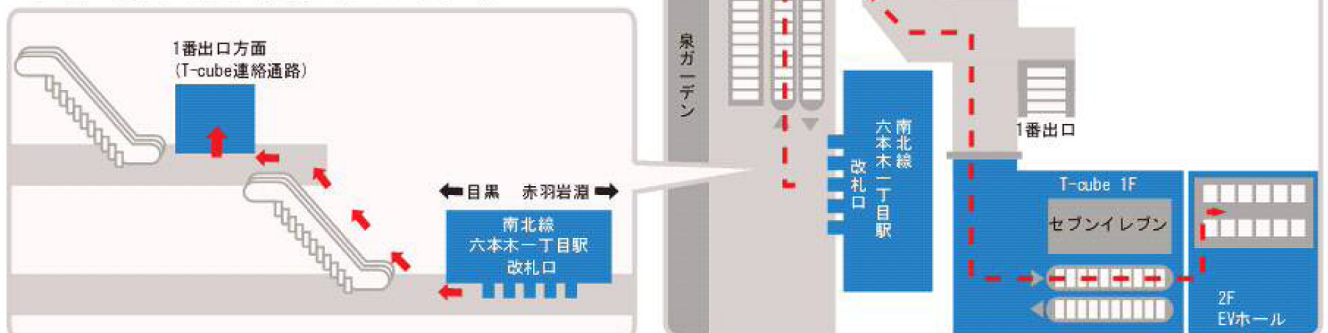 1番出口方面
(T-cube連絡通路)
目黒 赤羽岩淵
南北線
六本木一丁目駅
改札口
泉ガーデン
南北線
六本木一丁目駅
改札口
1番出口
T-cube 1F
セブンイレブン
2F
EVホール